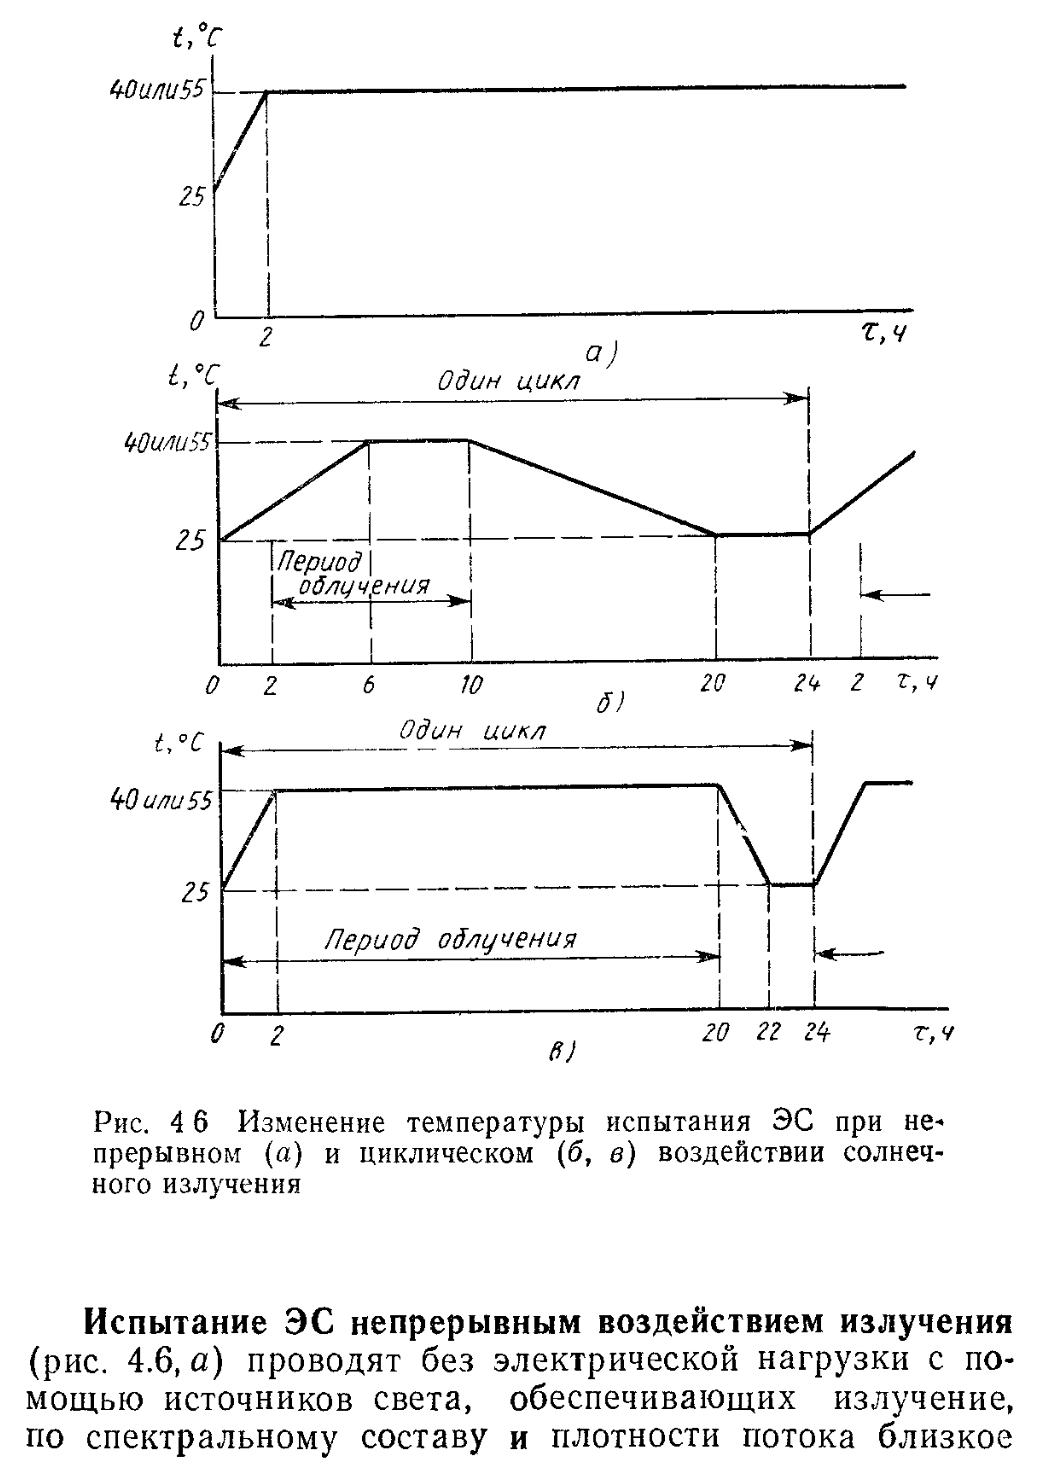 t,°C
40или55
25
0
2
τ,ч
а)
t,°C
Один цикл
40или55
25
Период
облучения
0 2 6 10 20 24 2 τ,ч
б)
t,°C
Один цикл
40или55
25
Период облучения
0 2 20 22 24 τ,ч
в)
Рис. 4 6 Изменение температуры испытания ЭС при не-
прерывном (а) и циклическом (б, в) воздействии солнеч-
ного излучения
Испытание ЭС непрерывным воздействием излучения
(рис. 4.6, а) проводят без электрической нагрузки с по-
мощью источников света, обеспечивающих излучение,
по спектральному составу и плотности потока близкое